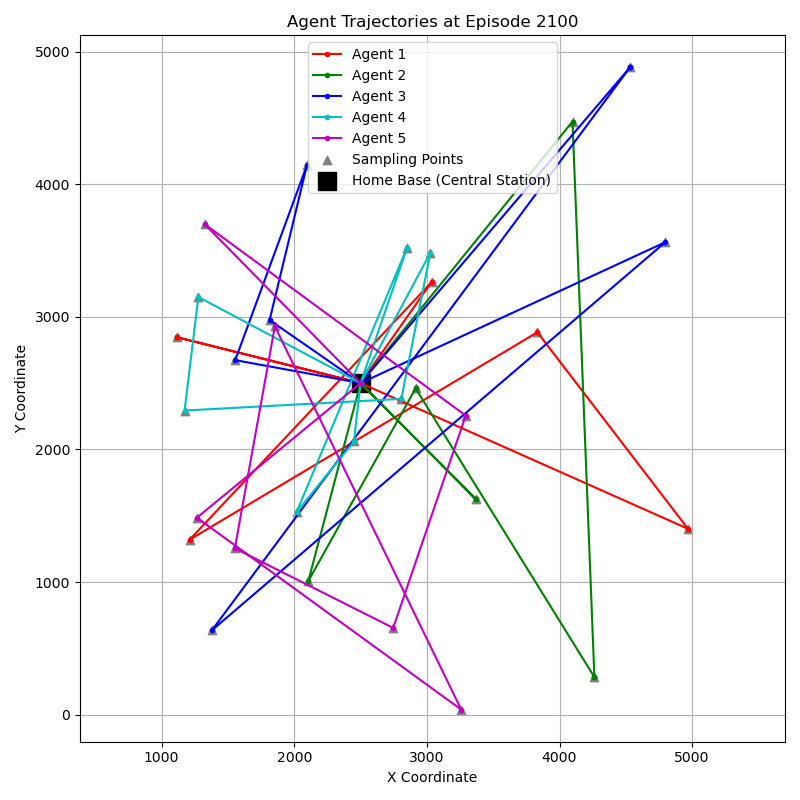 Agent Trajectories at Episode 2100
Agent 1
Agent 2
Agent 3
Agent 4
Agent 5
Sampling Points
Home Base (Central Station)
5000
4000
3000
2000
1000
0
Y Coordinate
1000 2000 3000 4000 5000
X Coordinate